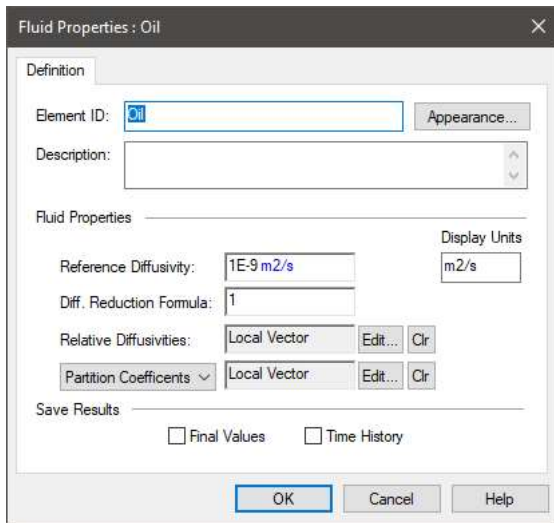 Fluid Properties : Oil
Definition
Element ID: Oil Appearance...
Description:
Fluid Properties
Display Units
Reference Diffusivity: 1E-9 m2/s m2/s
Diff. Reduction Formula: 1
Relative Diffusivities: Local Vector Edit... Clr
Partition Coefficents Local Vector Edit... Clr
Save Results
Final Values Time History
OK Cancel Help